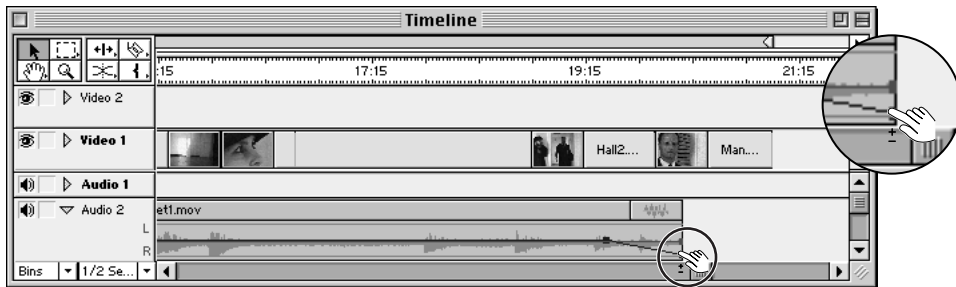 Timeline
:15 17:15 19:15 21:15
Video 2
Video 1
Hall2.... Man....
Audio 1
Audio 2
et1.mov
L
R
Bins 1/2 Se...